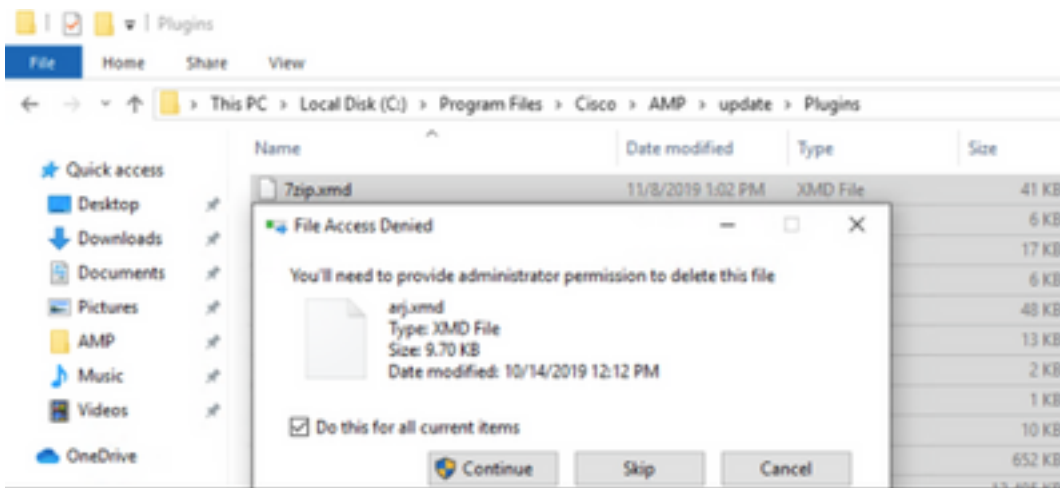 Plugins
File Home Share View
This PC > Local Disk (C:) > Program Files > Cisco > AMP > update > Plugins
Name Date modified Type Size
Quick access
7zip.xmd 11/8/2019 1:02 PM XMD File 41 KB
Desktop
6 KB
File Access Denied
Downloads
17 KB
You'll need to provide administrator permission to delete this file
Documents
6 KB
arj.xmd
Pictures
48 KB
Type: XMD File
Size: 9.70 KB
AMP
13 KB
Date modified: 10/14/2019 12:12 PM
Music
2 KB
Videos
1 KB
Do this for all current items
10 KB
OneDrive
652 KB
Continue Skip Cancel